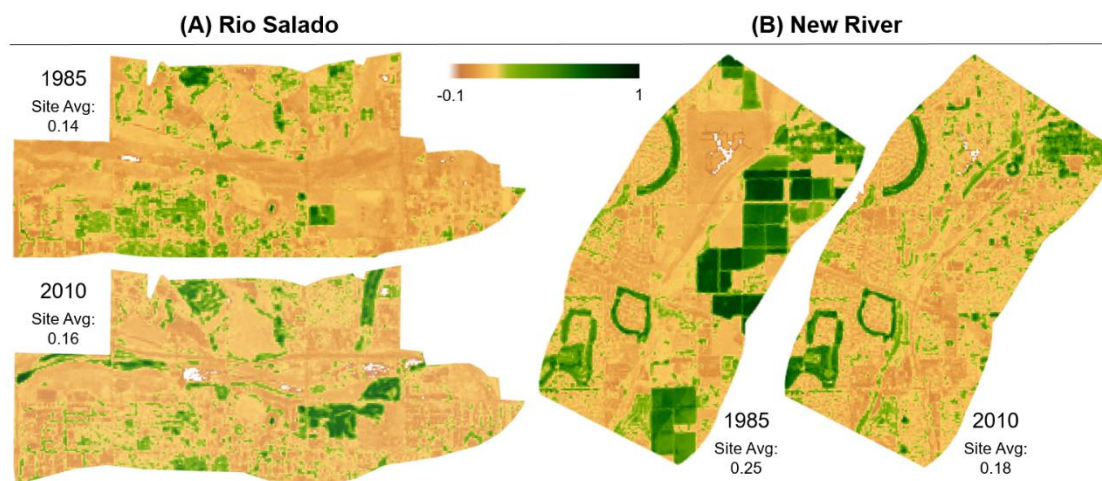 (A) Rio Salado
(B) New River
1985
Site Avg:
0.14
-0.1
1
2010
Site Avg:
0.16
1985
Site Avg:
0.25
2010
Site Avg:
0.18